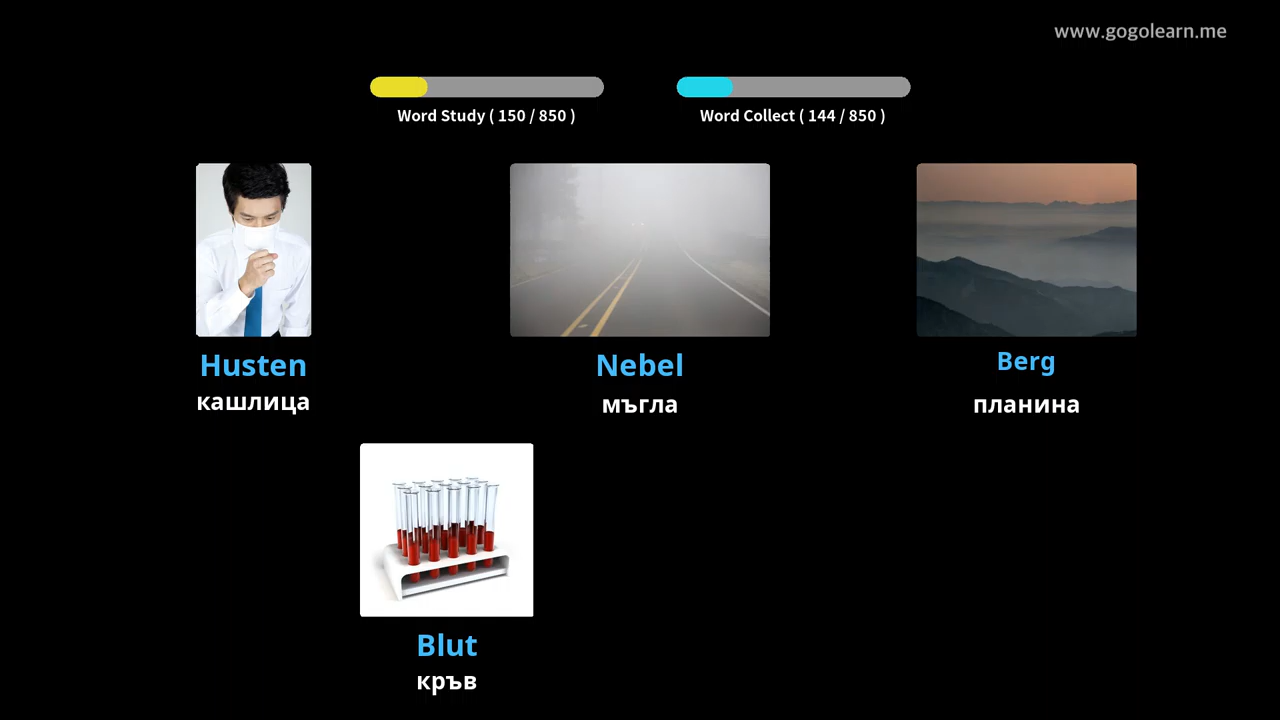 www.gogolearn.me
Word Study ( 150 / 850 )
Word Collect ( 144 / 850 )
Husten
кашлица
Nebel
мъгла
Berg
планина
Blut
кръв